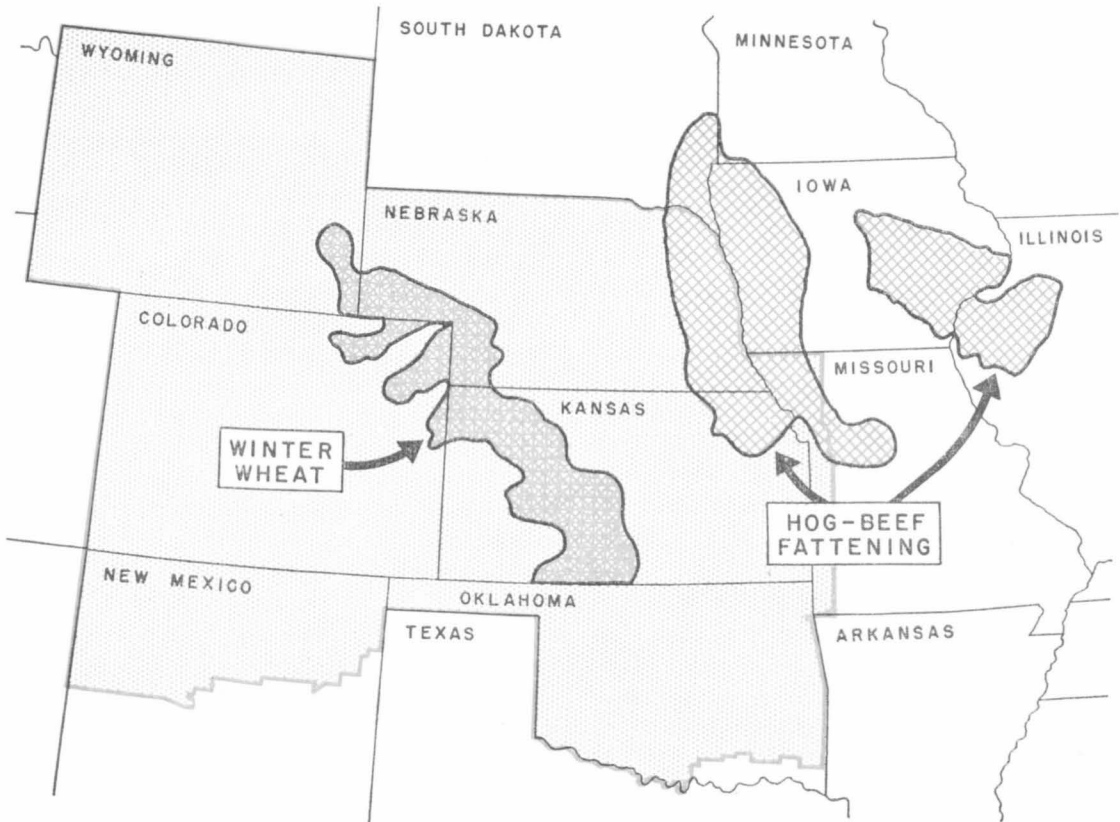 SOUTH DAKOTA
MINNESOTA
WYOMING
IOWA
NEBRASKA
ILLINOIS
COLORADO
MISSOURI
KANSAS
WINTER
WHEAT
HOG-BEEF
FATTENING
NEW MEXICO
OKLAHOMA
TEXAS
ARKANSAS